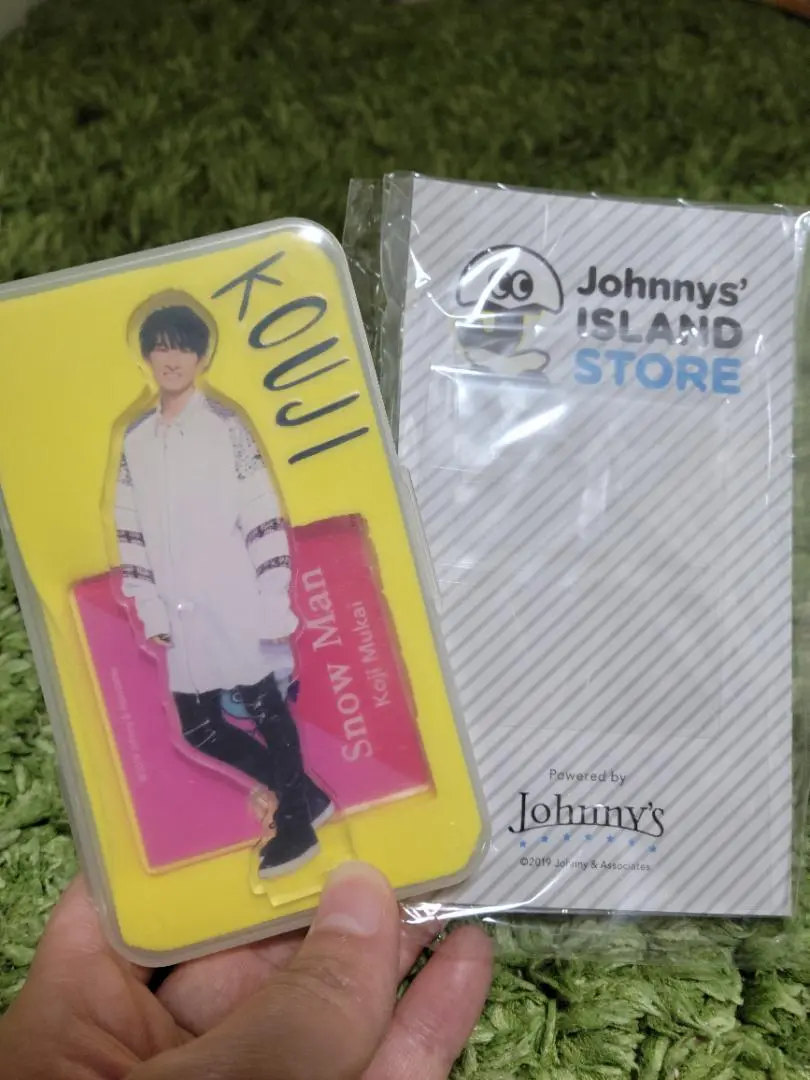 KOUJI
Snow Man
Koji Mukai
Johnnys'
ISLAND
STORE
Powered by
Johnny's
©2019 Johnny & Associates